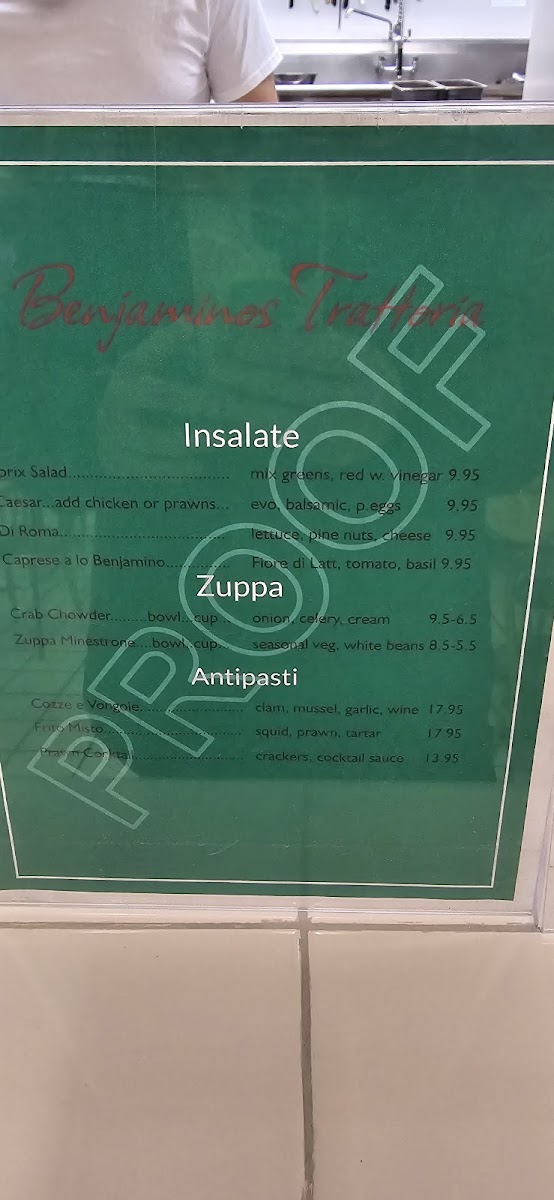 Benjaminos Trattoria
Insalate
orix Salad................................ mix greens, red w. vinegar 9.95
Caesar...add chicken or prawns... evo, balsamic, p.eggs 9.95
Di Roma................................ lettuce, pine nuts, cheese 9.95
Caprese a lo Benjamino............. Fiore di Latt, tomato, basil 9.95
Zuppa
Crab Chowder........bowl...cup... onion, celery, cream 9.5-6.5
Zuppa Minestrone....bowl..cup.. seasonal veg, white beans 8.5-5.5
Antipasti
Cozze e Vongole...................... clam, mussel, garlic, wine 17.95
Frito Misto.............................. squid, prawn, tartar 17.95
Prawn Cocktail........................ crackers, cocktail sauce 13.95
PROOF